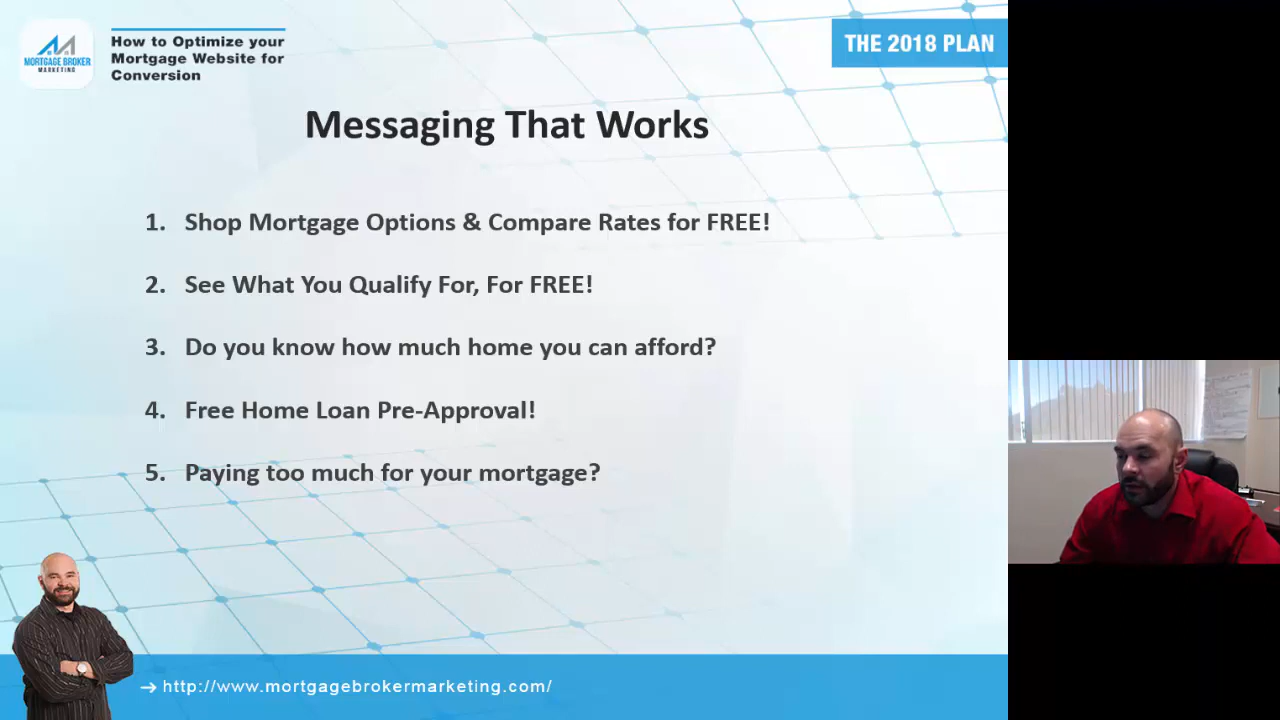 MORTGAGE BROKER
MARKETING
How to Optimize your
Mortgage Website for
Conversion
THE 2018 PLAN
Messaging That Works
1. Shop Mortgage Options & Compare Rates for FREE!
2. See What You Qualify For, For FREE!
3. Do you know how much home you can afford?
4. Free Home Loan Pre-Approval!
5. Paying too much for your mortgage?
http://www.mortgagebrokermarketing.com/